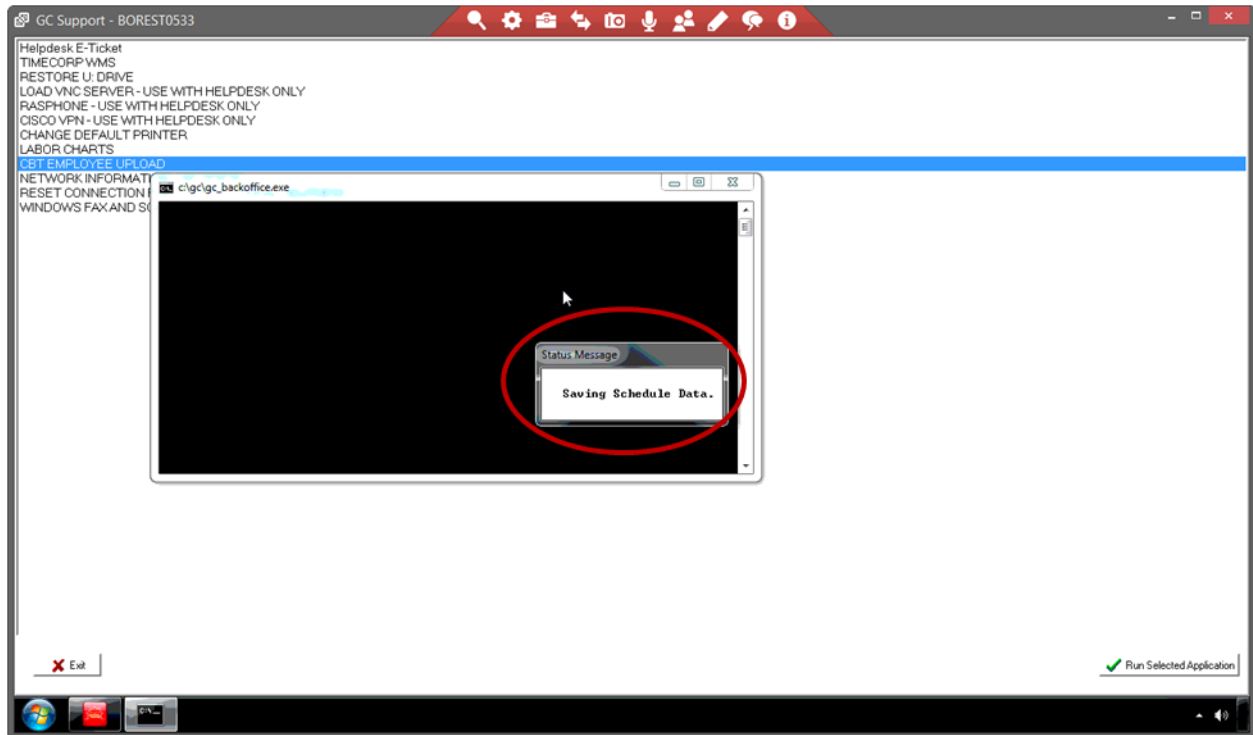 GC Support - BOREST0533
Helpdesk E-Ticket
TIMECORP WMS
RESTORE U: DRIVE
LOAD VNC SERVER - USE WITH HELPDESK ONLY
RASPHONE - USE WITH HELPDESK ONLY
CISCO VPN - USE WITH HELPDESK ONLY
CHANGE DEFAULT PRINTER
LABOR CHARTS
CBT EMPLOYEE UPLOAD
NETWORK INFORMATI
RESET CONNECTION
WINDOWS FAX AND
c:\gc\gc_backoffice.exe
Status Message
Saving Schedule Data.
Exit
Run Selected Application